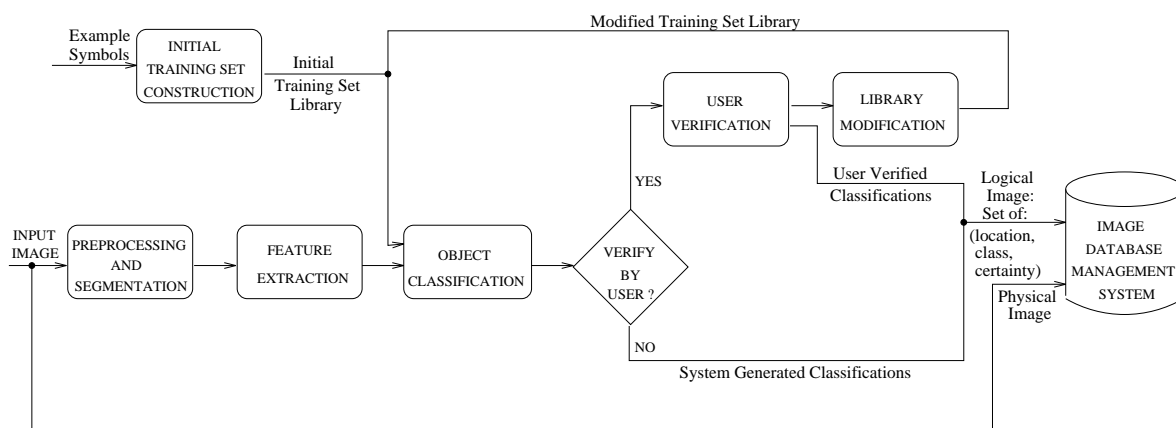 Modified Training Set Library
Example
Symbols
INITIAL
TRAINING SET
CONSTRUCTION
Initial
Training Set
Library
USER
VERIFICATION
LIBRARY
MODIFICATION
YES
User Verified
Classifications
Logical
Image:
Set of:
(location,
class,
certainty)
INPUT
IMAGE
PREPROCESSING
AND
SEGMENTATION
FEATURE
EXTRACTION
OBJECT
CLASSIFICATION
VERIFY
BY
USER ?
IMAGE
DATABASE
MANAGEMENT
SYSTEM
Physical
Image
NO
System Generated Classifications